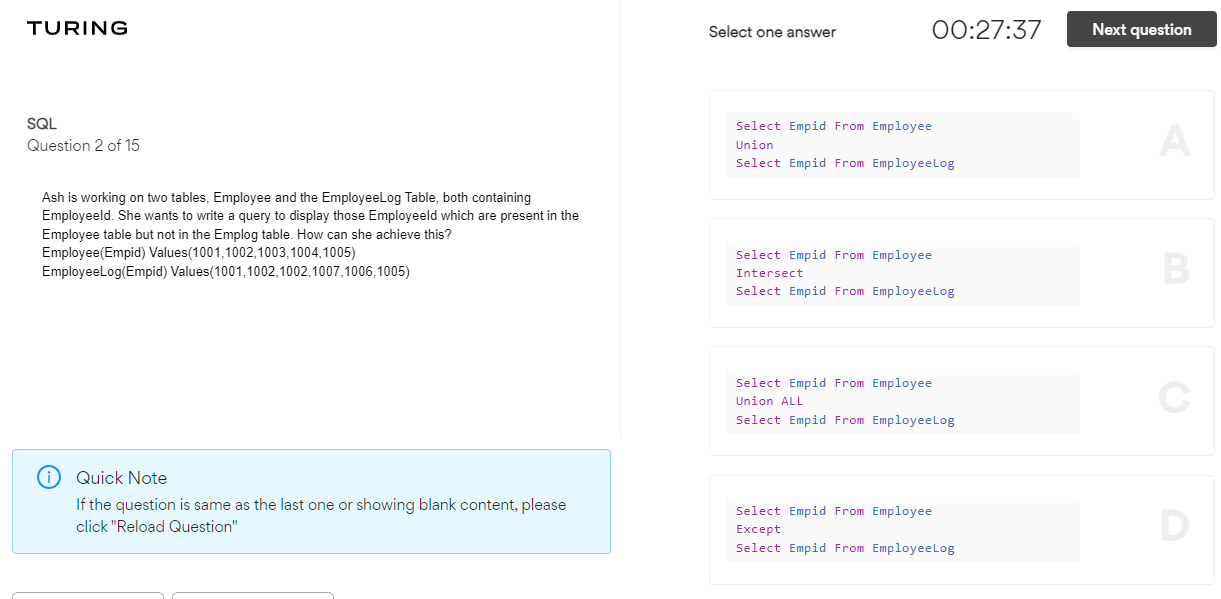 TURING
SQL
Question 2 of 15
Ash is working on two tables, Employee and the EmployeeLog Table, both containing
EmployeeId. She wants to write a query to display those EmployeeId which are present in the
Employee table but not in the Emplog table. How can she achieve this?
Employee(Empid) Values(1001,1002,1003,1004,1005)
EmployeeLog(Empid) Values(1001,1002,1002,1007,1006,1005)
Quick Note
If the question is same as the last one or showing blank content, please
click "Reload Question"
Select one answer
00:27:37
Next question
Select Empid From Employee
Union
Select Empid From EmployeeLog
A
Select Empid From Employee
Intersect
Select Empid From EmployeeLog
B
Select Empid From Employee
Union ALL
Select Empid From EmployeeLog
C
Select Empid From Employee
Except
Select Empid From EmployeeLog
D